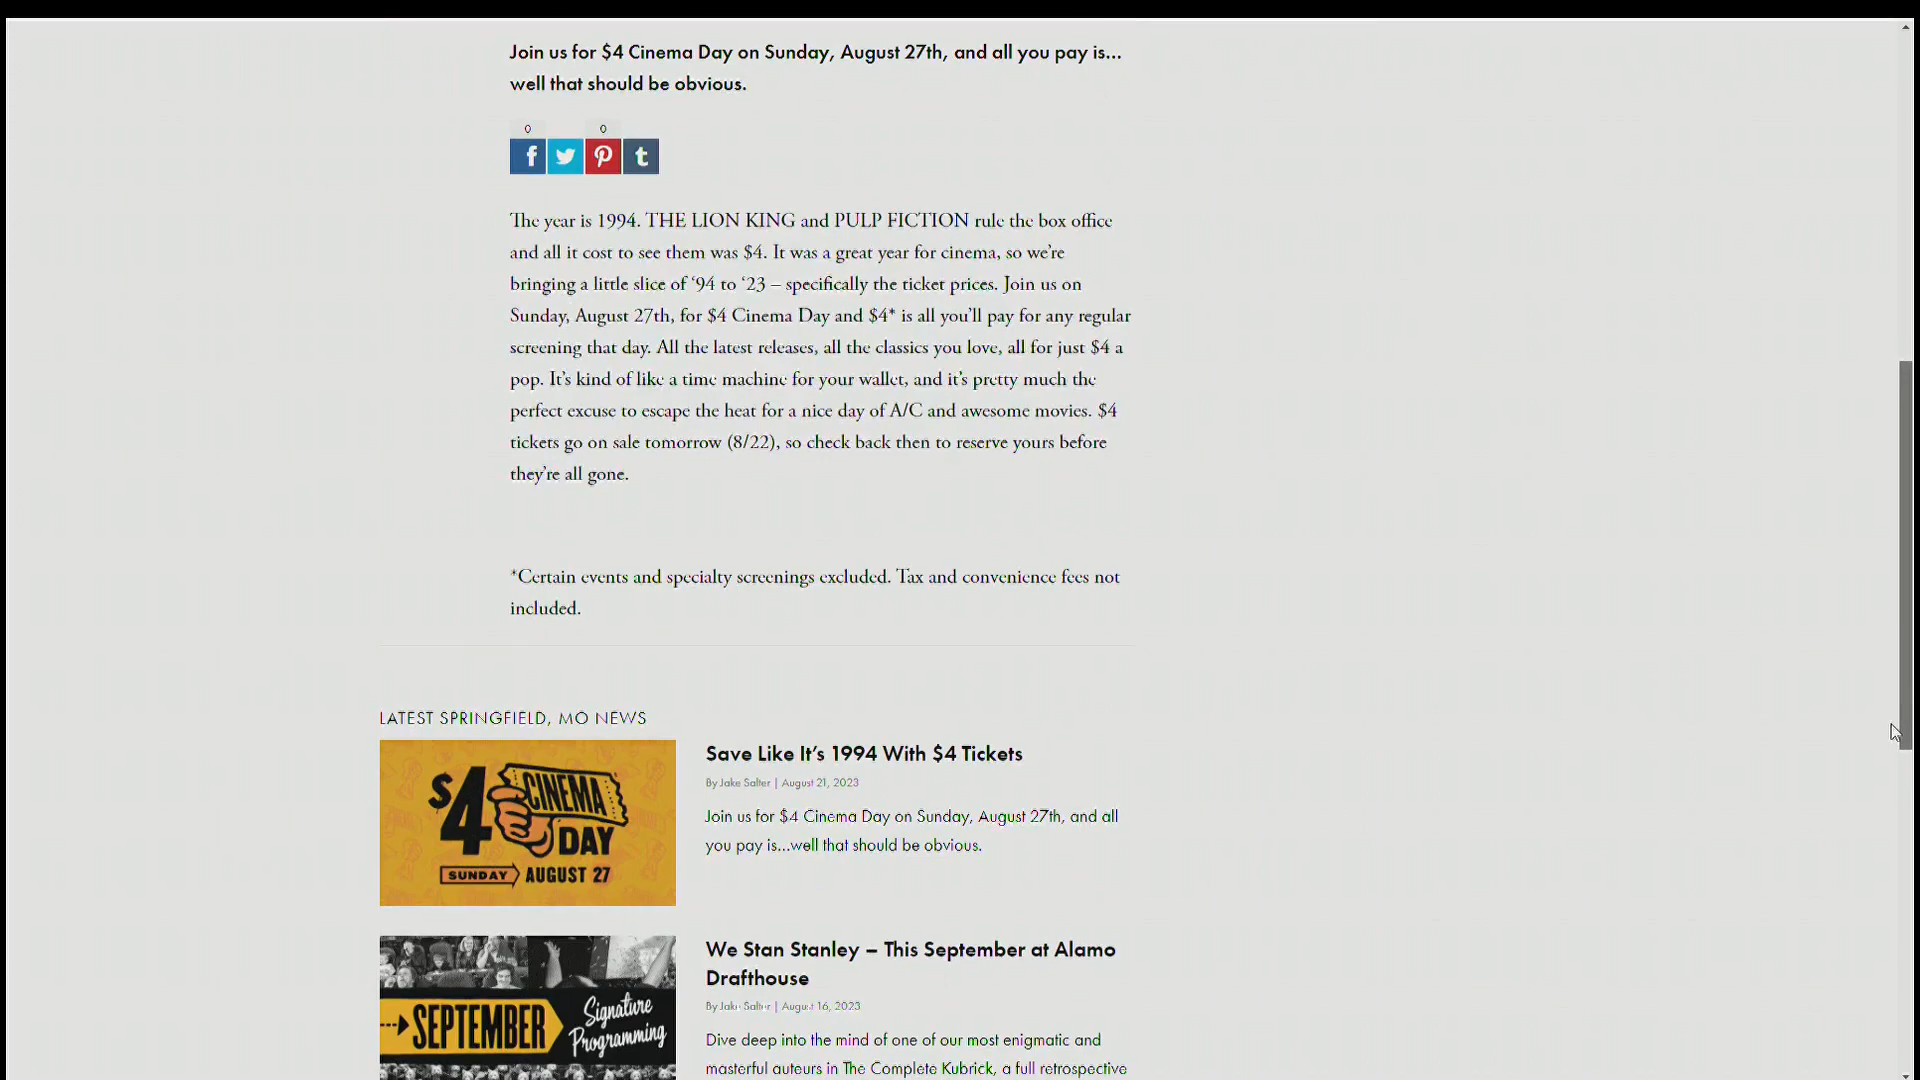 Join us for $4 Cinema Day on Sunday, August 27th, and all you pay is…
well that should be obvious.
0
0
f
t
The year is 1994. THE LION KING and PULP FICTION rule the box office
and all it cost to see them was $4. It was a great year for cinema, so we’re
bringing a little slice of ‘94 to ‘23 – specifically the ticket prices. Join us on
Sunday, August 27th, for $4 Cinema Day and $4* is all you’ll pay for any regular
screening that day. All the latest releases, all the classics you love, all for just $4 a
pop. It’s kind of like a time machine for your wallet, and it’s pretty much the
perfect excuse to escape the heat for a nice day of A/C and awesome movies. $4
tickets go on sale tomorrow (8/22), so check back then to reserve yours before
they’re all gone.
*Certain events and specialty screenings excluded. Tax and convenience fees not
included.
LATEST SPRINGFIELD, MO NEWS
$4 CINEMA
DAY
SUNDAY AUGUST 27
Save Like It’s 1994 With $4 Tickets
By Jake Salter | August 21, 2023
Join us for $4 Cinema Day on Sunday, August 27th, and all
you pay is…well that should be obvious.
SEPTEMBER
Signature
Programming
We Stan Stanley – This September at Alamo
Drafthouse
By Jake Salter | August 16, 2023
Dive deep into the mind of one of our most enigmatic and
masterful auteurs in The Complete Kubrick, a full retrospective